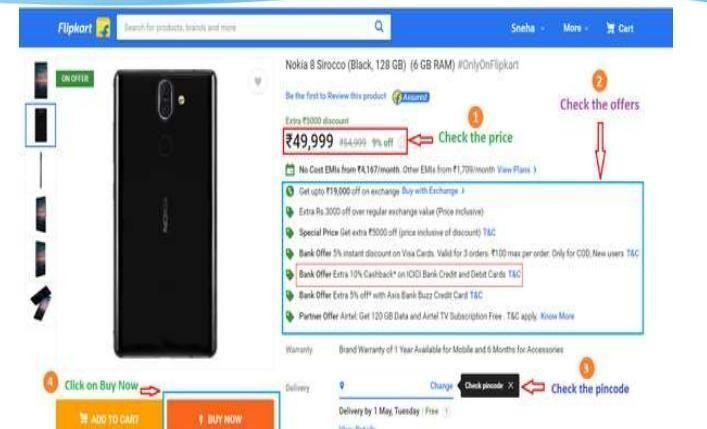 Flipkart
Search for products, brands and more
Sneha
More
Cart
ON OFFER
Nokia 8 Sirocco (Black, 128 GB) (6 GB RAM) #OnlyOnFlipkart
Be the first to Review this product Assured
2
Check the offers
Extra ₹5000 discount
1
₹49,999 ₹54,999 9% off
Check the price
No Cost EMIs from ₹4,167/month. Other EMIs from ₹1,709/month View Plans >
Get upto ₹19,000 off on exchange Buy with Exchange >
Extra Rs.3000 off over regular exchange value (Price inclusive)
Special Price Get extra ₹5000 off (price inclusive of discount) T&C
Bank Offer 5% instant discount on Visa Cards. Valid for 3 orders. ₹100 max per order. Only for COD, New users T&C
Bank Offer Extra 10% Cashback* on ICICI Bank Credit and Debit Cards T&C
Bank Offer Extra 5% off* with Axis Bank Buzz Credit Card T&C
Partner Offer Airtel: Get 120 GB Data and Airtel TV Subscription Free . T&C apply. Know More
NOKIA
Warranty
Brand Warranty of 1 Year Available for Mobile and 6 Months for Accessories
3
4
Click on Buy Now
Delivery
Change
Check pincode X
Check the pincode
ADD TO CART
BUY NOW
Delivery by 1 May, Tuesday | Free
View Details